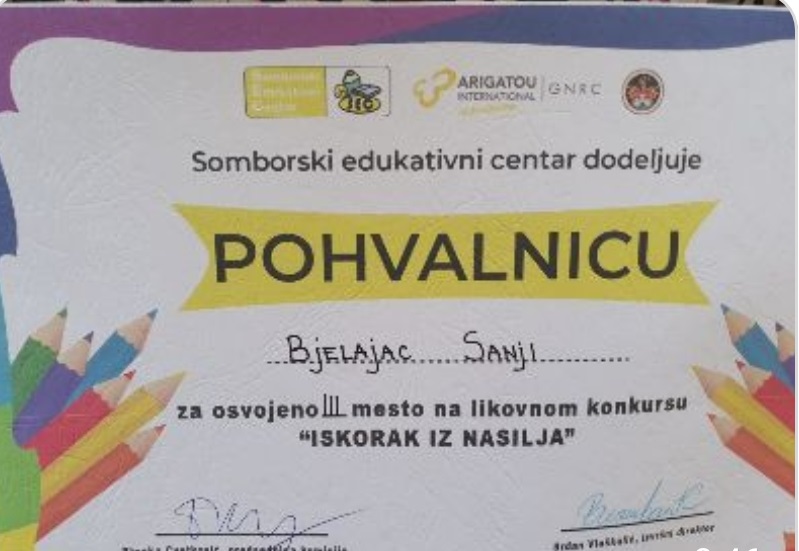 Somborski
Edukativni
Centar
SEC
ARIGATOU
INTERNATIONAL
GNRC
Somborski edukativni centar dodeljuje
POHVALNICU
Bjelajac Sanji
za osvojeno III mesto na likovnom konkursu
"ISKORAK IZ NASILJA"